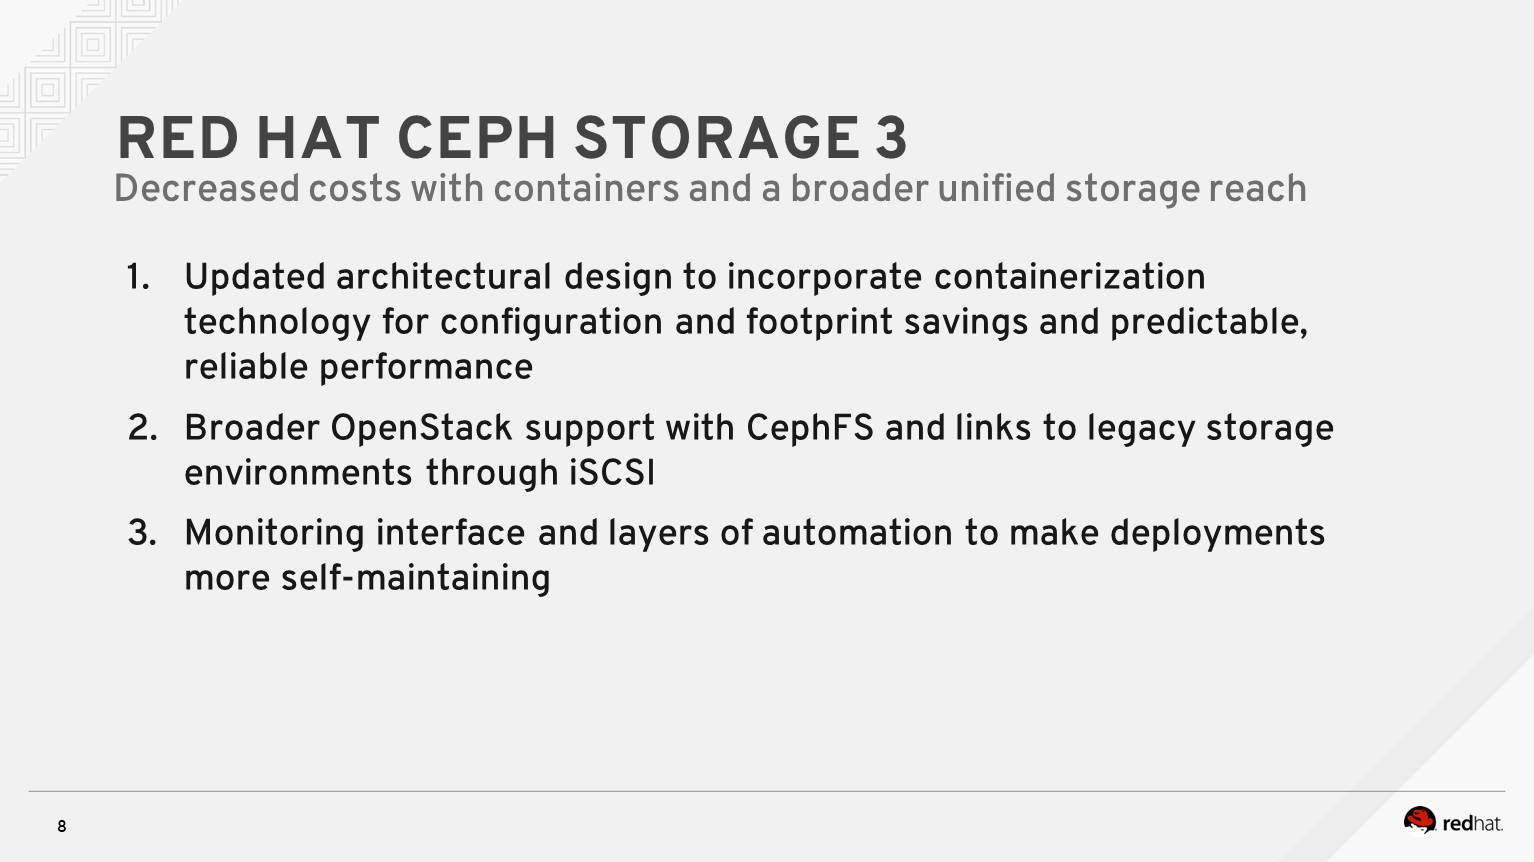 RED HAT CEPH STORAGE 3
Decreased costs with containers and a broader unified storage reach
1. Updated architectural design to incorporate containerization
technology for configuration and footprint savings and predictable,
reliable performance
2. Broader OpenStack support with CephFS and links to legacy storage
environments through iSCSI
3. Monitoring interface and layers of automation to make deployments
more self-maintaining
8
redhat.